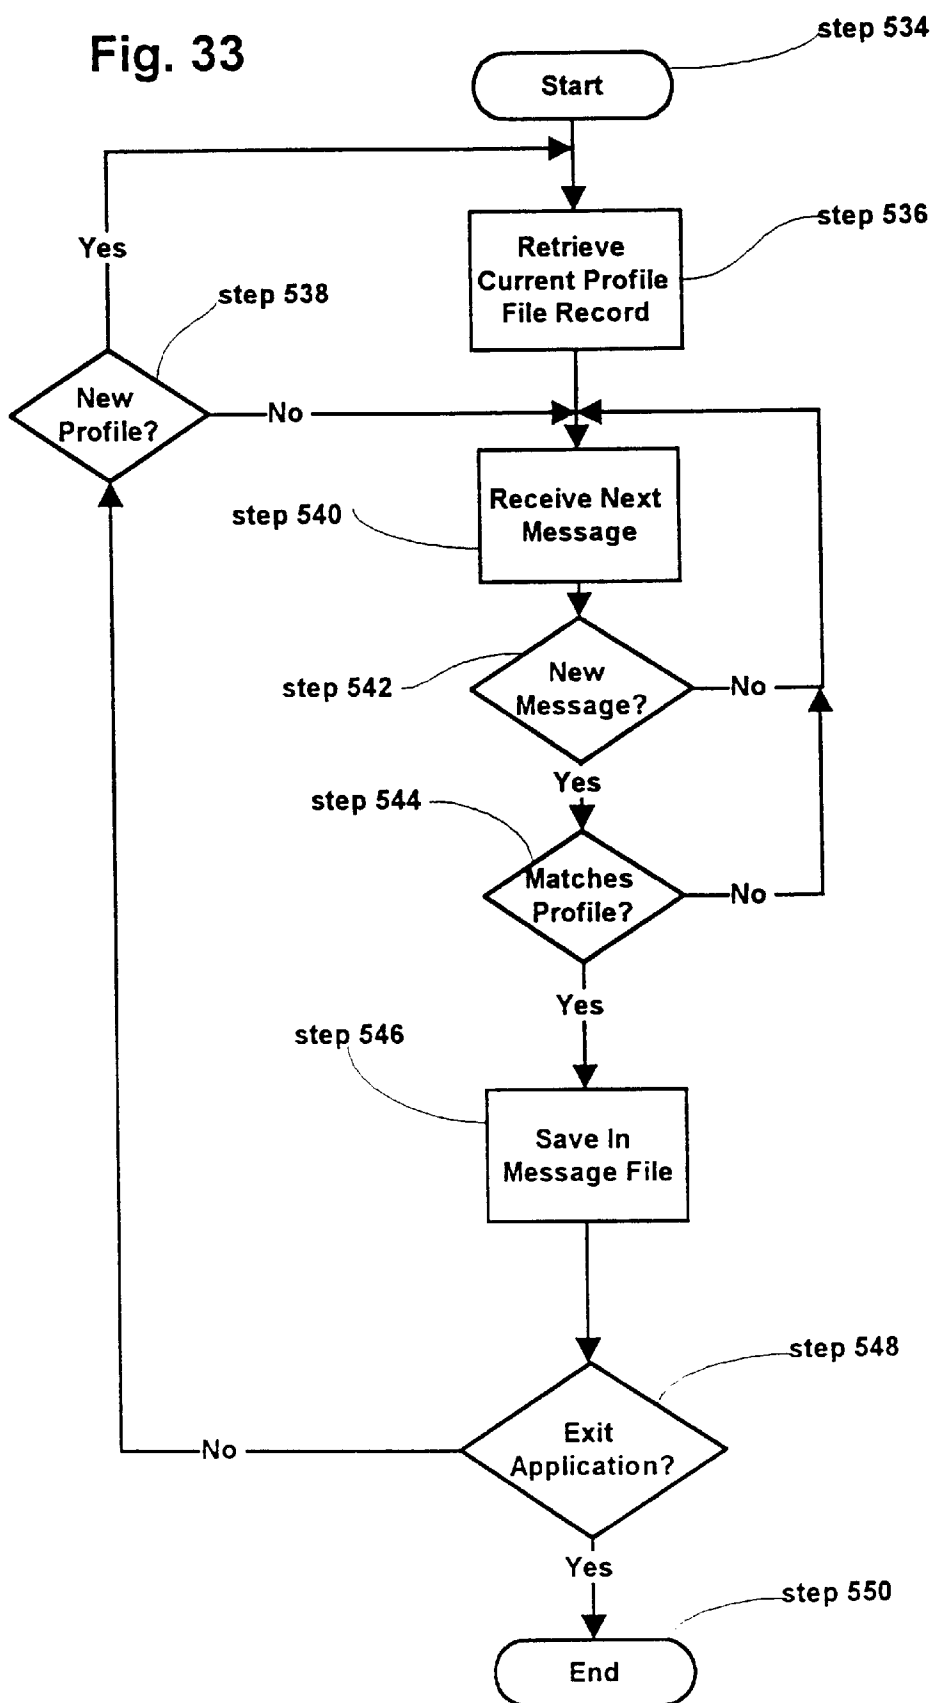 Fig. 33
step 534
Start
step 536
Retrieve
Current Profile
File Record
Yes
step 538
New
Profile?
No
Receive Next
Message
step 540
New
Message?
step 542
No
Yes
step 544
Matches
Profile?
No
Yes
step 546
Save In
Message File
step 548
Exit
Application?
No
Yes
step 550
End